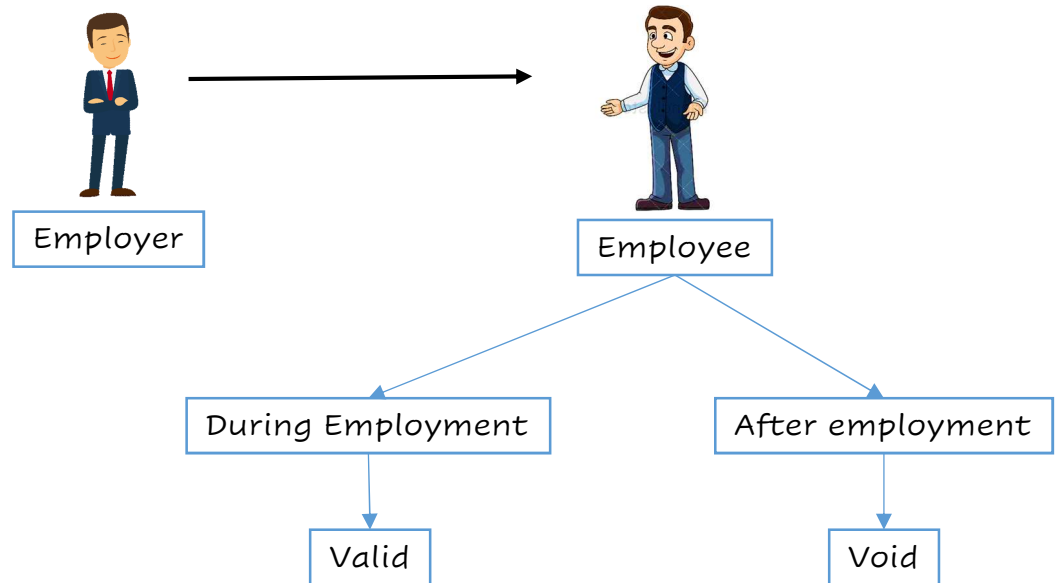 Employer
Employee
During Employment
After employment
Valid
Void